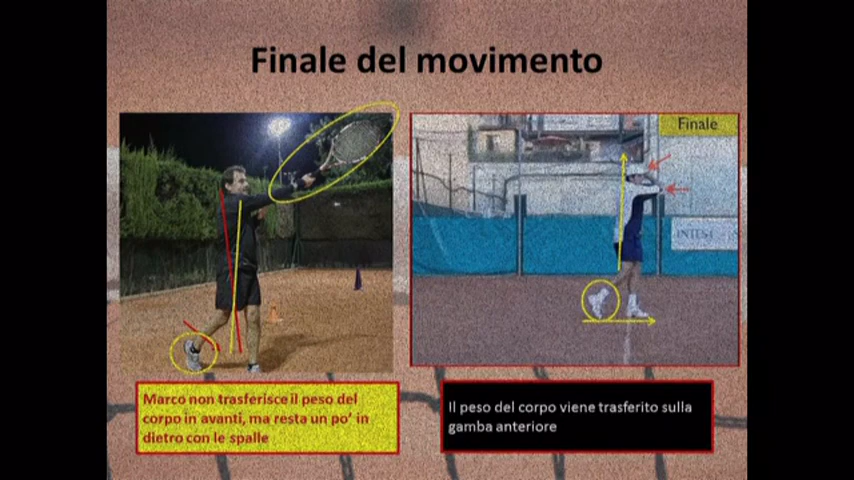 Finale del movimento
Finale
INTESA
Marco non trasferisce il peso del
corpo in avanti, ma resta un po' in
dietro con le spalle
Il peso del corpo viene trasferito sulla
gamba anteriore